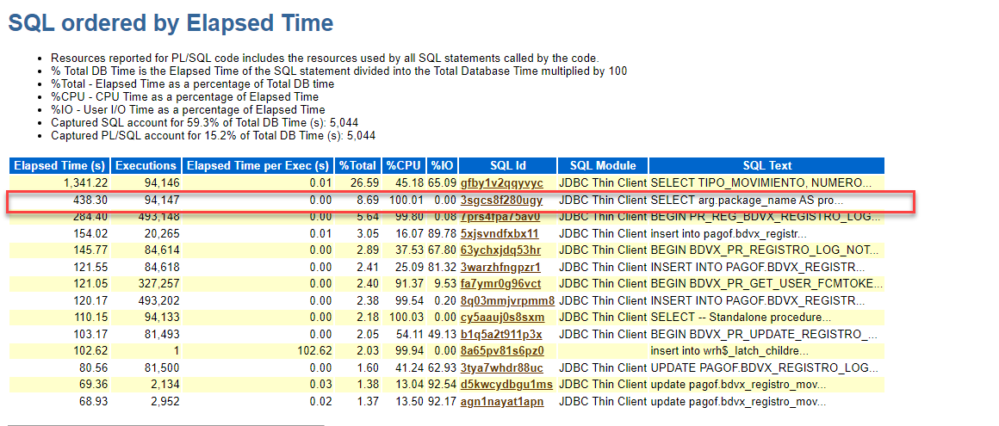 SQL ordered by Elapsed Time
Resources reported for PL/SQL code includes the resources used by all SQL statements called by the code.
% Total DB Time is the Elapsed Time of the SQL statement divided into the Total Database Time multiplied by 100
%Total - Elapsed Time as a percentage of Total DB time
%CPU - CPU Time as a percentage of Elapsed Time
%IO - User I/O Time as a percentage of Elapsed Time
Captured SQL account for 59.3% of Total DB Time (s): 5,044
Captured PL/SQL account for 15.2% of Total DB Time (s): 5,044
Elapsed Time (s) Executions Elapsed Time per Exec (s) %Total %CPU %IO SQL Id SQL Module SQL Text
1,341.22 94,146 0.01 26.59 45.18 65.09 gfby1v2qqyvyc JDBC Thin Client SELECT TIPO_MOVIMIENTO, NUMERO...
438.30 94,147 0.00 8.69 100.01 0.00 3sgcs8f280ugy JDBC Thin Client SELECT arg.package_name AS pro...
284.40 493,148 0.00 5.64 99.80 0.08 7prs4fpa75av0 JDBC Thin Client BEGIN PR_REG_BDVX_REGISTRO_LOG...
154.02 20,265 0.01 3.05 16.07 89.78 5xjsvndfxbx11 JDBC Thin Client insert into pagof.bdvx_registr...
145.77 84,614 0.00 2.89 37.53 67.80 63ychxjdq53hr JDBC Thin Client BEGIN BDVX_PR_REGISTRO_LOG_NOT...
121.55 84,618 0.00 2.41 25.09 81.32 3warzhfngpzr1 JDBC Thin Client INSERT INTO PAGOF.BDVX_REGISTR...
121.05 327,257 0.00 2.40 91.37 9.53 fa7ymr0g96vct JDBC Thin Client BEGIN BDVX_PR_GET_USER_FCMTOKE...
120.17 493,202 0.00 2.38 99.54 0.20 8q03mmjvrpmm8 JDBC Thin Client INSERT INTO PAGOF.BDVX_REGISTR...
110.15 94,133 0.00 2.18 100.03 0.00 cy5aauj0s8sxm JDBC Thin Client SELECT -- Standalone procedure...
103.17 81,493 0.00 2.05 54.11 49.13 b1q5a2t911p3x JDBC Thin Client BEGIN BDVX_PR_UPDATE_REGISTRO_...
102.62 1 102.62 2.03 99.94 0.00 8a65pv81s6pz0 insert into wrh$_latch_childre...
80.56 81,500 0.00 1.60 41.24 62.93 3tya7whdr88uc JDBC Thin Client UPDATE PAGOF.BDVX_REGISTRO_LOG...
69.36 2,134 0.03 1.38 13.04 92.54 d5kwcydbgu1ms JDBC Thin Client update pagof.bdvx_registro_mov...
68.93 2,952 0.02 1.37 13.50 92.17 agn1nayat1apn JDBC Thin Client update pagof.bdvx_registro_mov...